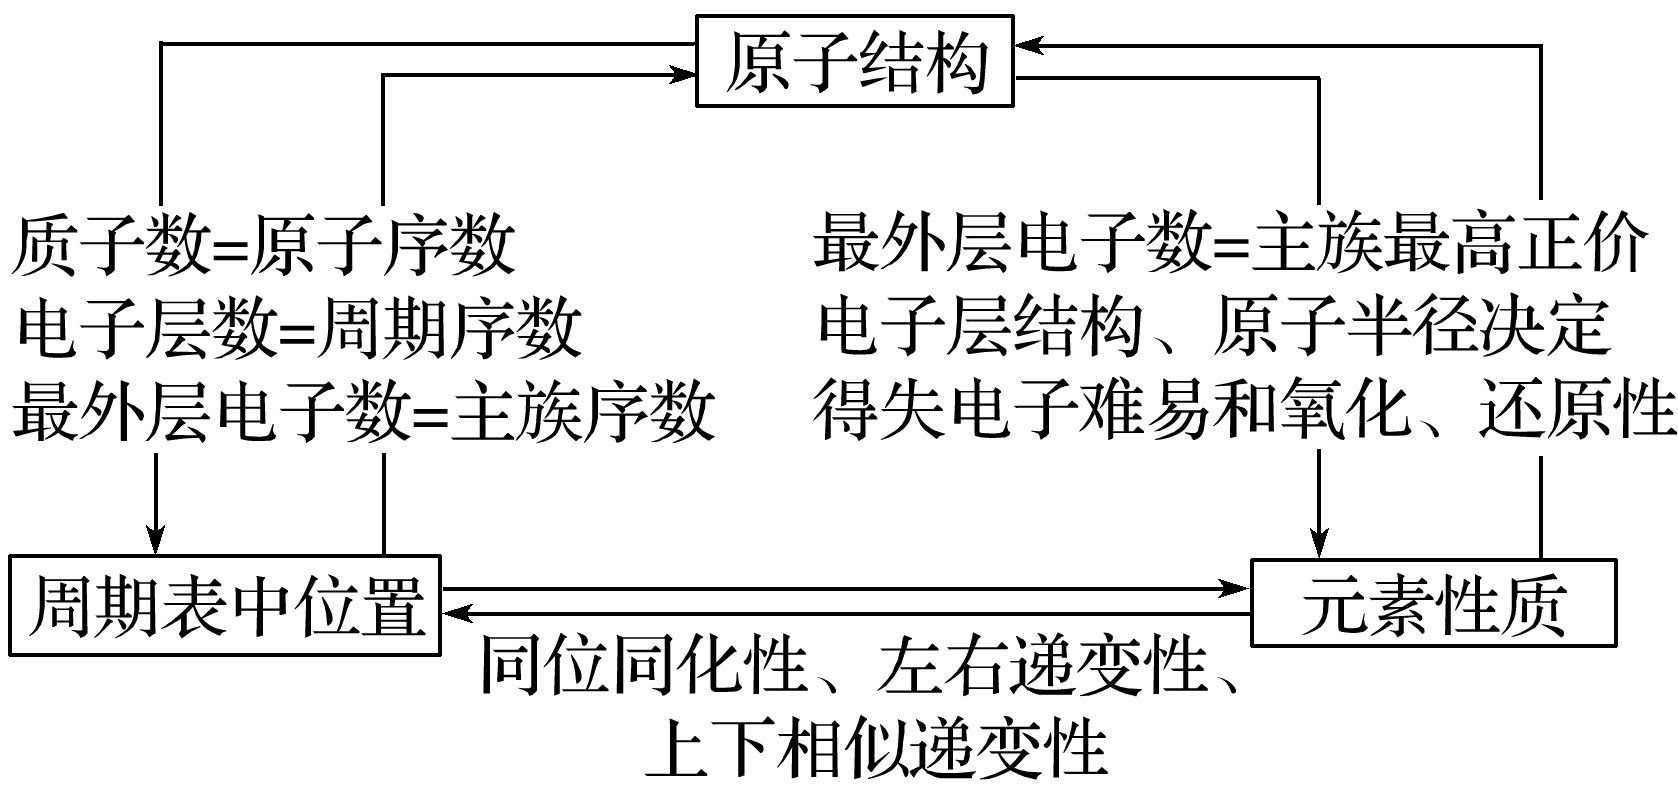 原子结构
质子数=原子序数
电子层数=周期序数
最外层电子数=主族序数
最外层电子数=主族最高正价
电子层结构、原子半径决定
得失电子难易和氧化、还原性
周期表中位置
元素性质
同位同化性、左右递变性、
上下相似递变性